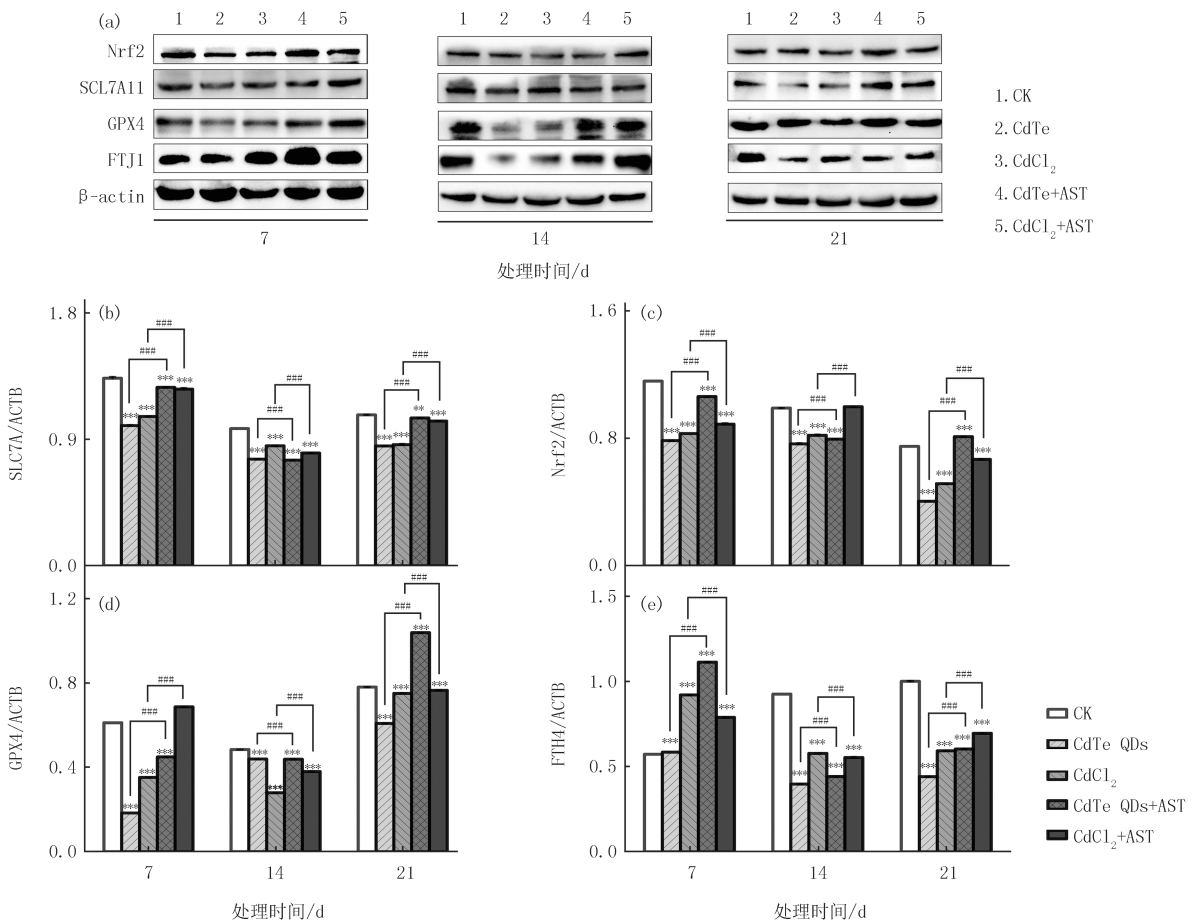 (a)
1 2 3 4 5
1 2 3 4 5
1 2 3 4 5
Nrf2
SCL7A11
GPX4
FTJ1
β-actin
7
14
21
处理时间/d
1. CK
2. CdTe
3. CdCl₂
4. CdTe+AST
5. CdCl₂+AST
(b)
SLC7A/ACTB
1.8
0.9
0.0
*** *** *** ***
### ###
*** *** *** ***
### ###
*** *** ** ***
### ###
(c)
Nrf2/ACTB
1.6
0.8
0.0
*** *** *** ***
### ###
*** *** ***
### ###
*** *** *** ***
### ###
(d)
GPX4/ACTB
1.2
0.8
0.4
0.0
*** *** ***
### ###
*** *** *** ***
### ###
*** *** *** ***
### ###
7
14
21
处理时间/d
(e)
FTH4/ACTB
1.5
1.0
0.5
0.0
*** *** *** ***
### ###
*** *** *** ***
### ###
*** *** *** ***
### ###
7
14
21
处理时间/d
CK
CdTe QDs
CdCl₂
CdTe QDs+AST
CdCl₂+AST